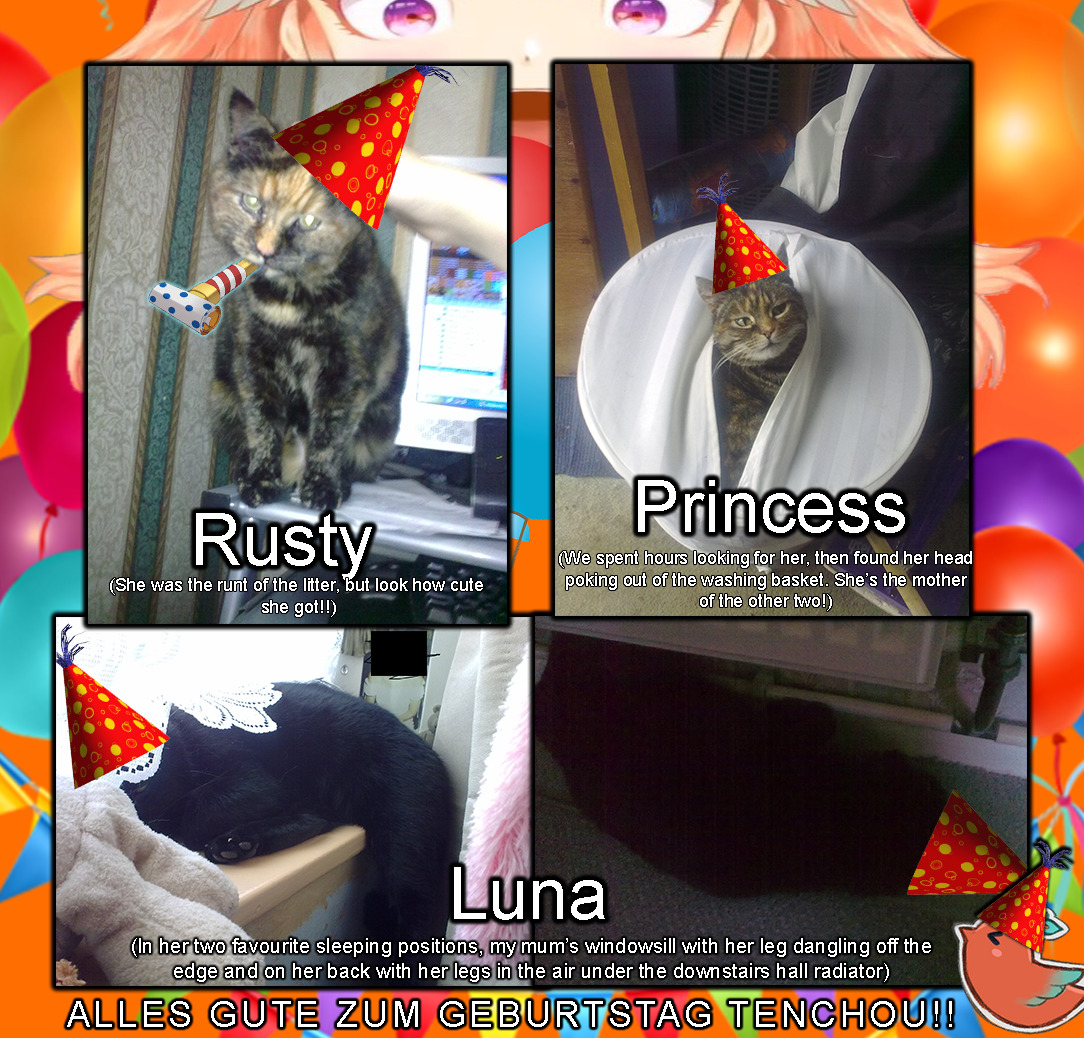 Rusty
(She was the runt of the litter, but look how cute
she got!!)
Princess
(We spent hours looking for her, then found her head
poking out of the washing basket. She's the mother
of the other two!)
Luna
(In her two favourite sleeping positions, my mum's windowsill with her leg dangling off the
edge and on her back with her legs in the air under the downstairs hall radiator)
ALLES GUTE ZUM GEBURTSTAG TENCHOU!!